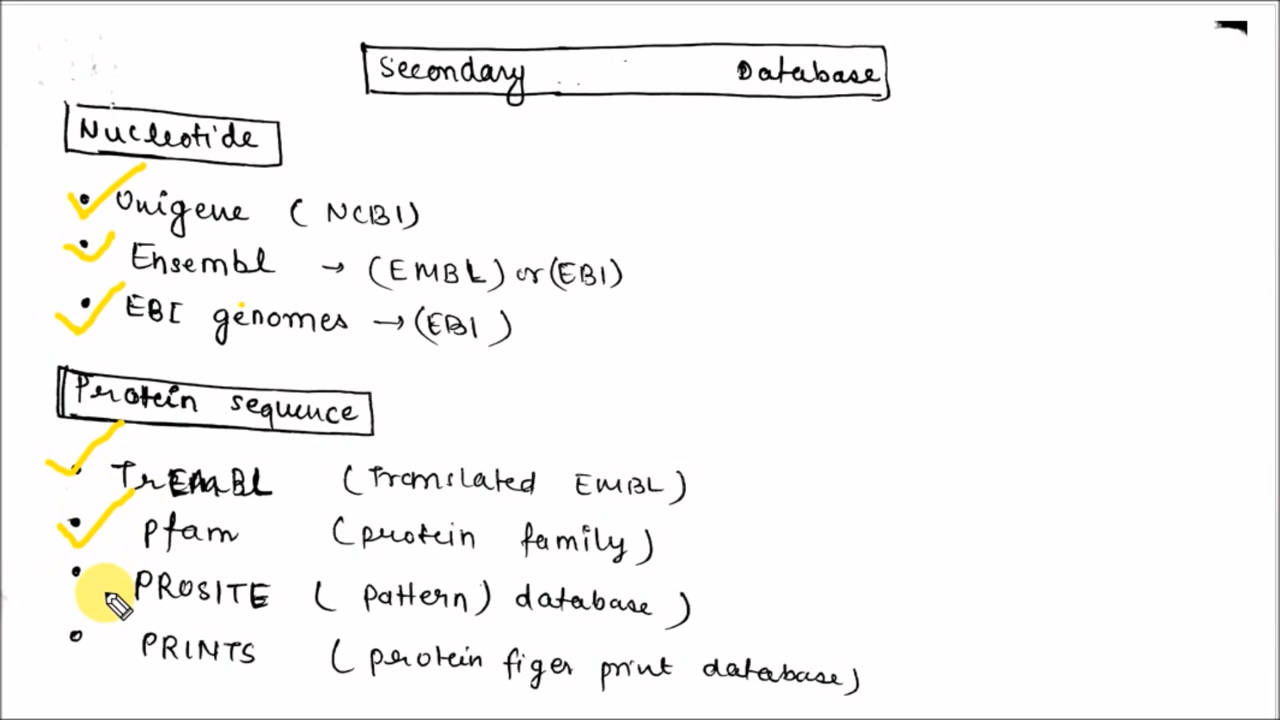 Secondary Database
Nucleotide
• Unigene (NCBI)
• Ensembl → (EMBL) or (EBI)
• EBI genomes → (EBI)
Protein sequence
• TrEMBL (Translated EMBL)
• Pfam (protein family)
• PROSITE (pattern) database)
• PRINTS (protein figer print database)